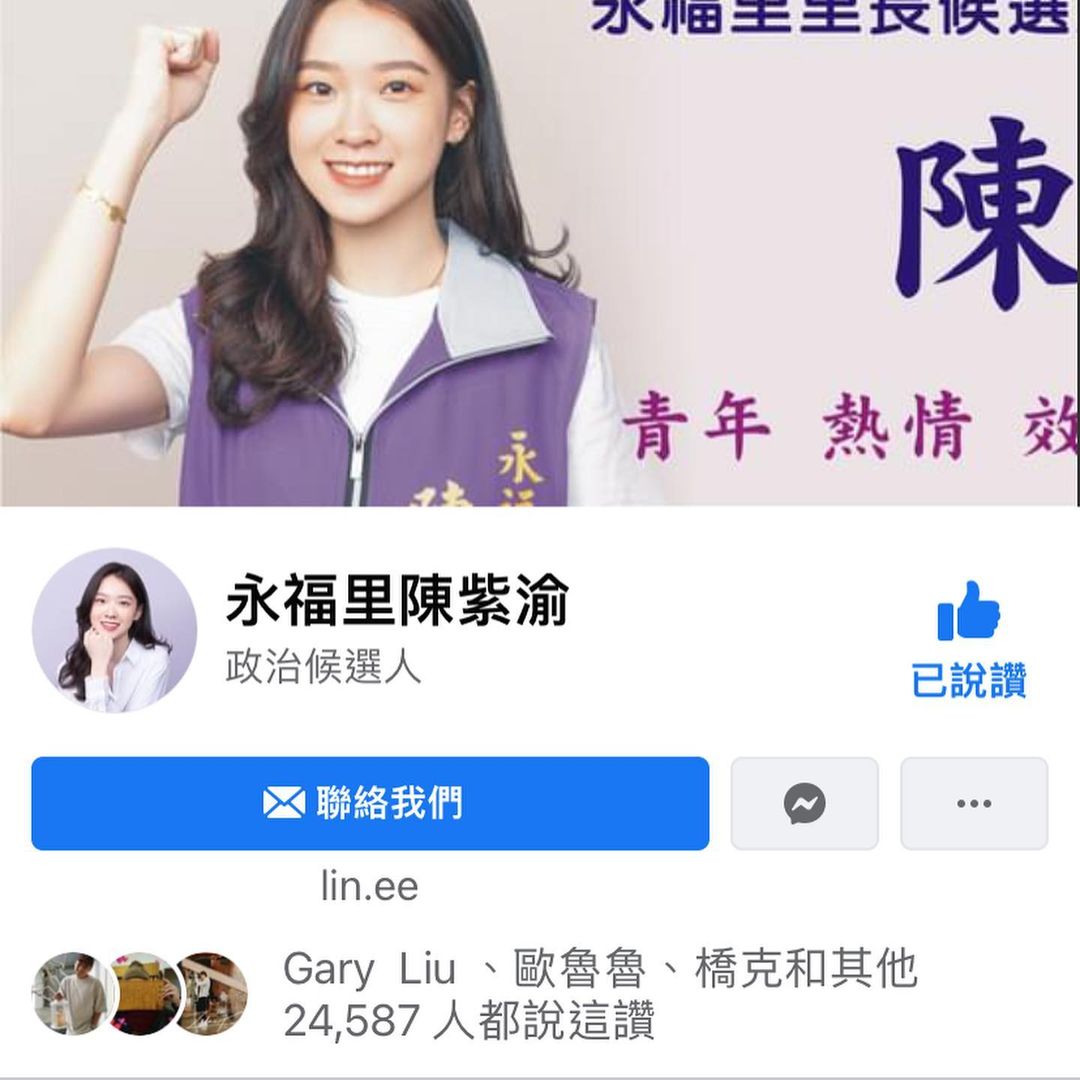 永福里里長候選
陳
青年 熱情 效
永福
陳
永福里陳紫渝
政治候選人
已說讚
聯絡我們
lin.ee
Gary Liu、歐魯魯、橋克和其他
24,587 人都說這讚